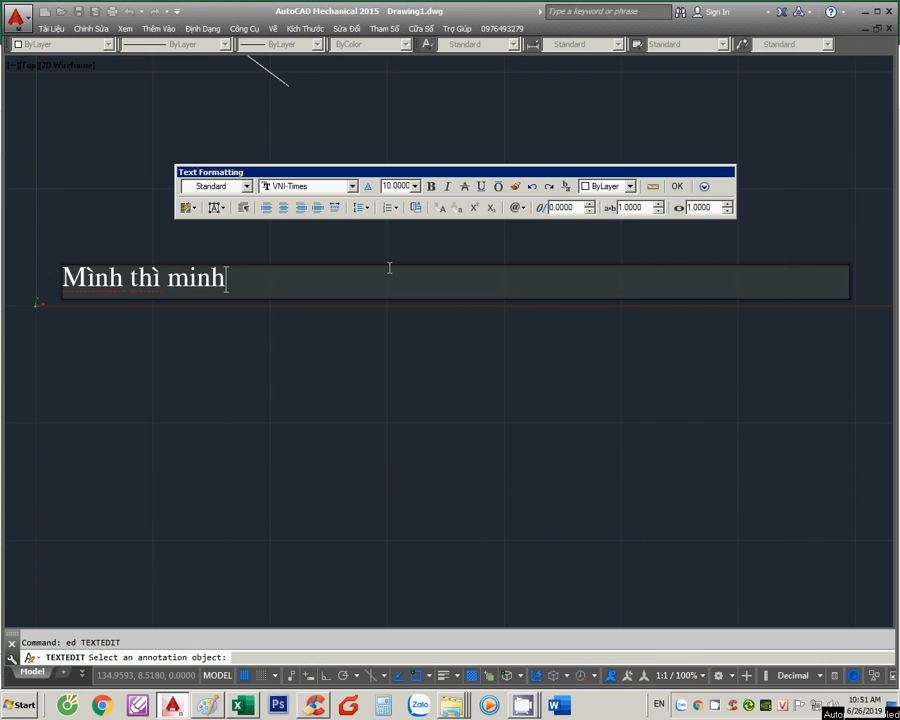 AutoCAD Mechanical 2015 Drawing1.dwg
Type a keyword or phrase
Sign In
M
Tài Liệu Chỉnh Sửa Xem Thêm Vào Định Dạng Công Cụ Vẽ Kích Thước Sửa Đổi Tham Số Cửa Sổ Trợ Giúp 0976493279
ByLayer ByLayer ByLayer ByColor Standard Standard Standard Standard
[−][Top][2D Wireframe]
Text Formatting
Standard VNI-Times 10.0000 B I A U O ByLayer OK
@ 0/ 0.0000 a•b 1.0000 1.0000
Mình thì minh
Command: ed TEXTEDIT
TEXTEDIT Select an annotation object:
Model +
134.9593, 8.5180, 0.0000 MODEL 1:1 / 100% Decimal
Start Zalo EN 10:51 AM
6/26/2019